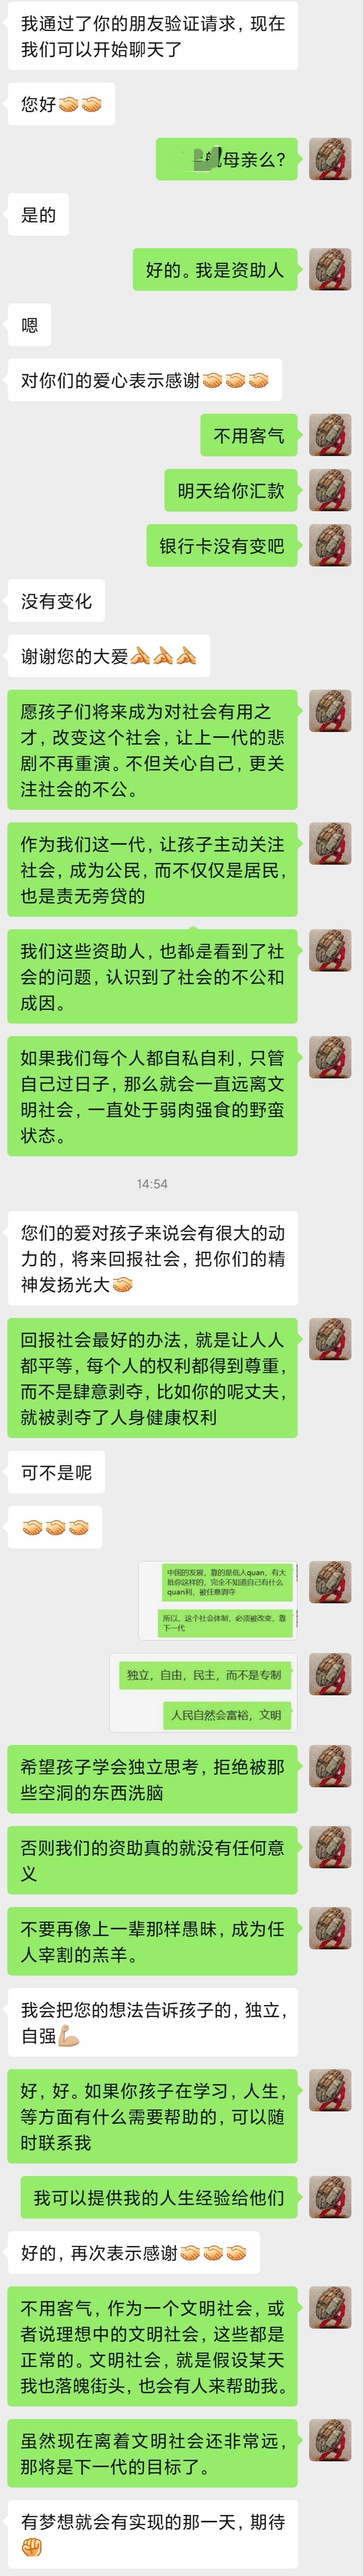 我通过了你的朋友验证请求，现在
我们可以开始聊天了
您好
母亲么？
是的
好的。我是资助人
嗯
对你们的爱心表示感谢
不用客气
明天给你汇款
银行卡没有变吧
没有变化
谢谢您的大爱
愿孩子们将来成为对社会有用之
才，改变这个社会，让上一代的悲
剧不再重演。不但关心自己，更关
注社会的不公。
作为我们这一代，让孩子主动关注
社会，成为公民，而不仅仅是居民，
也是责无旁贷的
我们这些资助人，也都是看到了社
会的问题，认识到了社会的不公和
成因。
如果我们每个人都自私自利，只管
自己过日子，那么就会一直远离文
明社会，一直处于弱肉强食的野蛮
状态。
14:54
您们的爱对孩子来说会有很大的动
力的，将来回报社会，把你们的精
神发扬光大
回报社会最好的办法，就是让人人
都平等，每个人的权利都得到尊重，
而不是肆意剥夺，比如你的呢丈夫，
就被剥夺了人身健康权利
可不是呢
中国的发展，靠的是低人quan，有大
批你这样的，完全不知道自己有什么
quan利，被任意剥夺
所以，这个社会体制，必须被改变，靠
下一代
独立，自由，民主，而不是专制
人民自然会富裕，文明
希望孩子学会独立思考，拒绝被那
些空洞的东西洗脑
否则我们的资助真的就没有任何意
义
不要再像上一辈那样愚昧，成为任
人宰割的羔羊。
我会把您的想法告诉孩子的，独立，
自强
好，好。如果你孩子在学习，人生，
等方面有什么需要帮助的，可以随
时联系我
我可以提供我的人生经验给他们
好的，再次表示感谢
不用客气，作为一个文明社会，或
者说理想中的文明社会，这些都是
正常的。文明社会，就是假设某天
我也落魄街头，也会有人来帮助我。
虽然现在离着文明社会还非常远，
那将是下一代的目标了。
有梦想就会有实现的那一天，期待